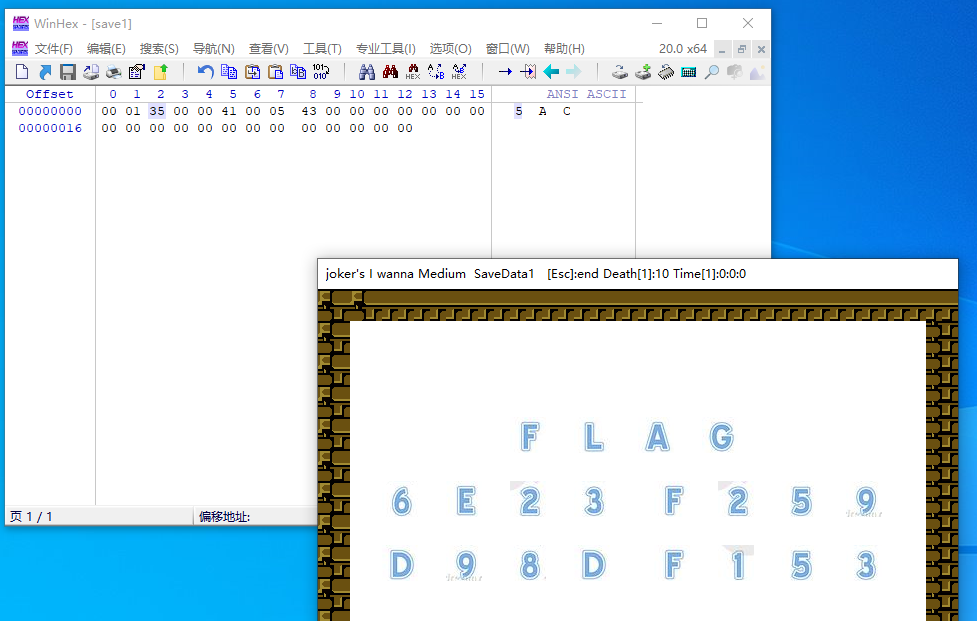 WinHex - [save1]
文件(F) 编辑(E) 搜索(S) 导航(N) 查看(V) 工具(T) 专业工具(I) 选项(O) 窗口(W) 帮助(H) 20.0 x64
Offset 0 1 2 3 4 5 6 7 8 9 10 11 12 13 14 15 ANSI ASCII
00000000 00 01 35 00 00 41 00 05 43 00 00 00 00 00 00 00 5 A C
00000016 00 00 00 00 00 00 00 00 00 00 00 00 00
页 1 / 1 偏移地址:
joker's I wanna Medium SaveData1 [Esc]:end Death[1]:10 Time[1]:0:0:0
F L A G
6 E 2 3 F 2 5 9
D 9 8 D F 1 5 3